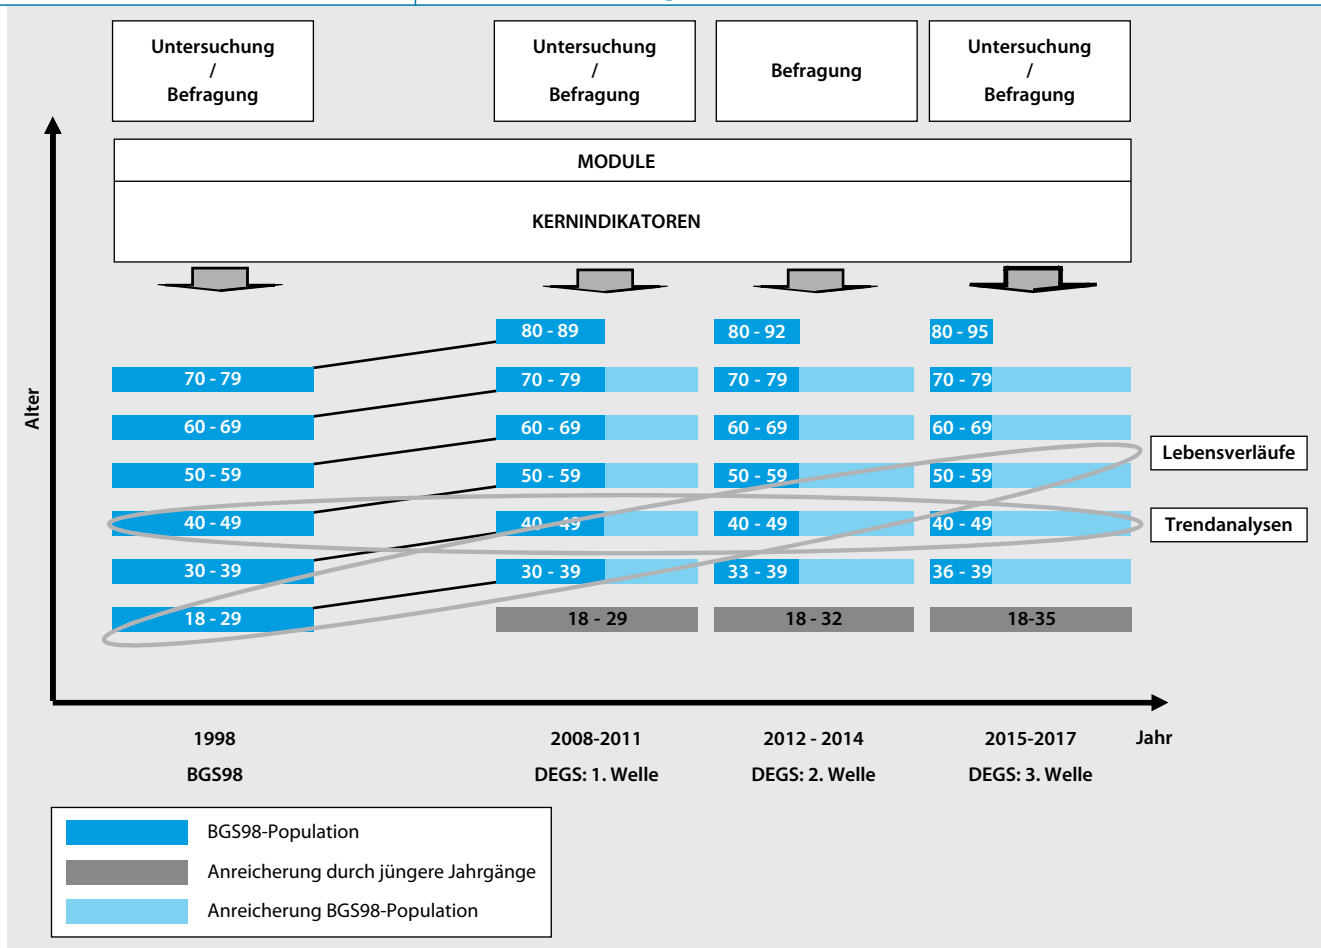 Untersuchung
/
Befragung
Untersuchung
/
Befragung
Befragung
Untersuchung
/
Befragung
MODULE
KERNINDIKATOREN
Alter
80 - 89
80 - 92
80 - 95
70 - 79
70 - 79
70 - 79
70 - 79
60 - 69
60 - 69
60 - 69
60 - 69
50 - 59
50 - 59
50 - 59
50 - 59
Lebensverläufe
40 - 49
40 - 49
40 - 49
40 - 49
Trendanalysen
30 - 39
30 - 39
33 - 39
36 - 39
18 - 29
18 - 29
18 - 32
18-35
1998
2008-2011
2012 - 2014
2015-2017
Jahr
BGS98
DEGS: 1. Welle
DEGS: 2. Welle
DEGS: 3. Welle
BGS98-Population
Anreicherung durch jüngere Jahrgänge
Anreicherung BGS98-Population